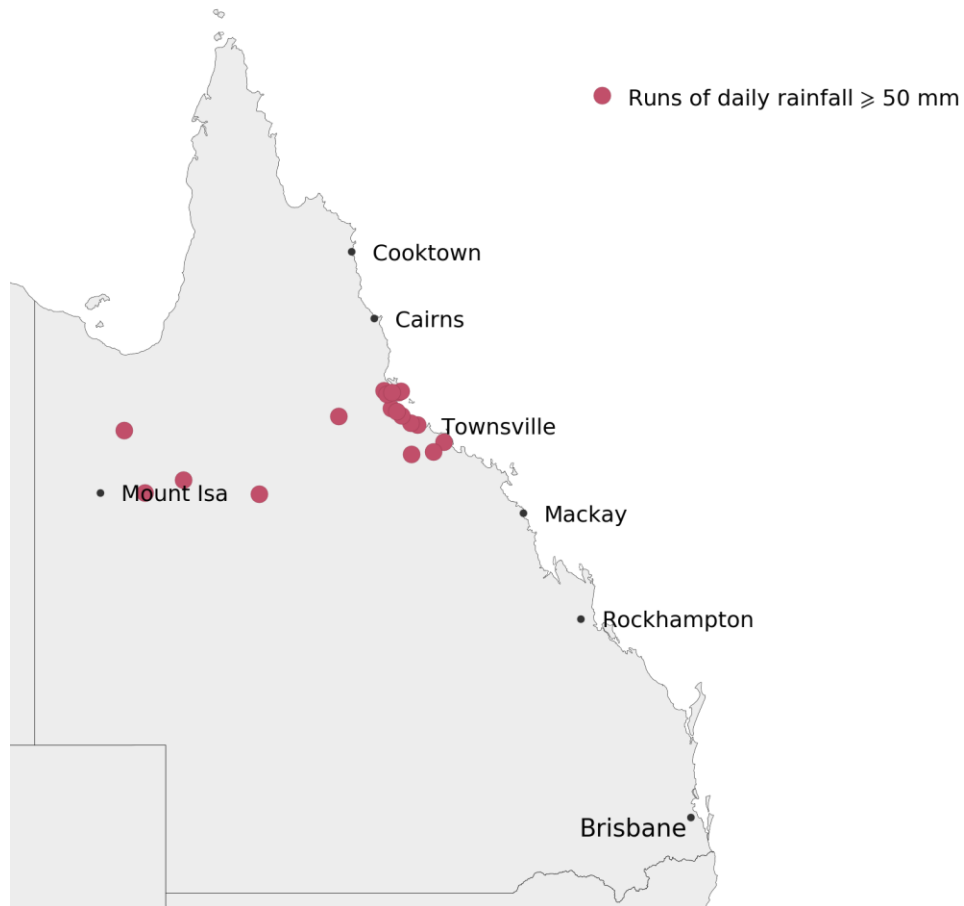 Runs of daily rainfall ⩾ 50 mm
Cooktown
Cairns
Townsville
Mount Isa
Mackay
Rockhampton
Brisbane